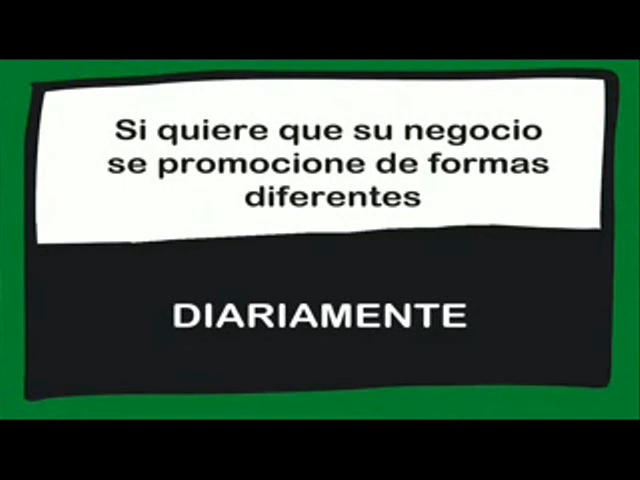 Si quiere que su negocio
se promocione de formas
diferentes
DIARIAMENTE